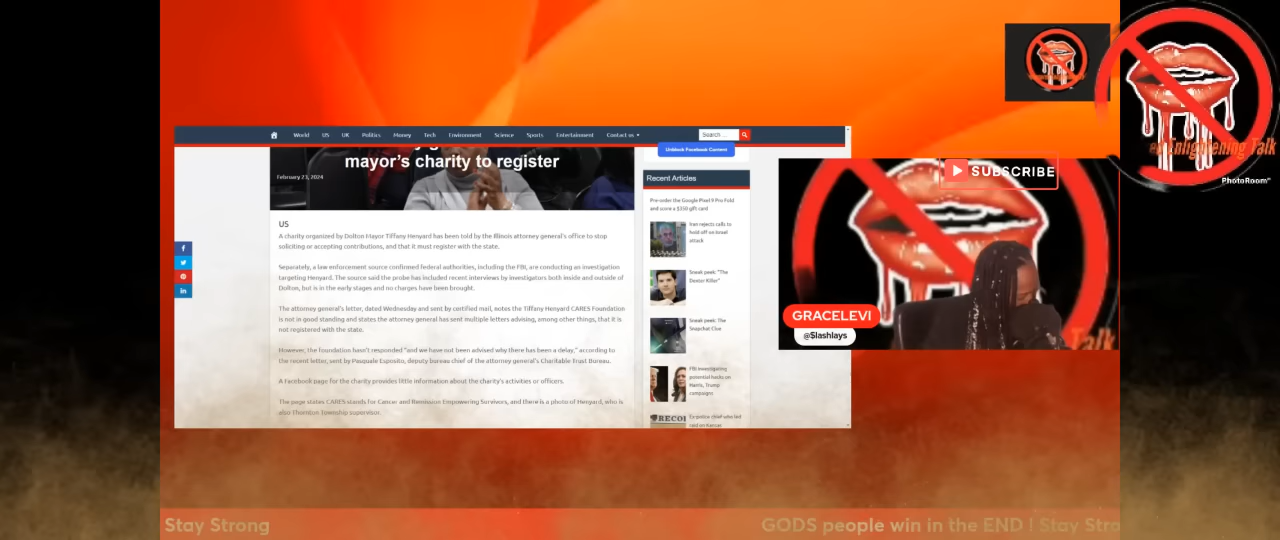 World US UK Politics Money Tech Environment Science Sports Entertainment Contact us
Search ...
mayor's charity to register
February 23, 2024
Unblock Facebook Content
Recent Articles
Pre-order the Google Pixel 9 Pro Fold
and score a $350 gift card
Iran rejects calls to
hold off on Israel
attack
Sneak peek: "The
Doctor Killer"
Sneak peek: The
Snapchat Clue
FBI investigating
potential hacks on
Harris, Trump
campaigns
RECO
Ex-police chief who led
raid on Kansas
US
A charity organized by Dolton Mayor Tiffany Henyard has been told by the Illinois attorney general's office to stop
soliciting or accepting contributions, and that it must register with the state.
Separately, a law enforcement source confirmed federal authorities, including the FBI, are conducting an investigation
targeting Henyard. The source said the probe has included recent interviews by investigators both inside and outside of
Dolton, but is in the early stages and no charges have been brought.
The attorney general's letter, dated Wednesday and sent by certified mail, notes the Tiffany Henyard CARES Foundation
is not in good standing and states the attorney general has sent multiple letters advising, among other things, that it is
not registered with the state.
However, the foundation hasn't responded "and we have not been advised why there has been a delay," according to
the recent letter, sent by Pasquale Esposito, deputy bureau chief of the attorney general's Charitable Trust Bureau.
A Facebook page for the charity provides little information about the charity's activities or officers.
The page states CARES stands for Cancer and Remission Empowering Survivors, and there is a photo of Henyard, who is
also Thornton Township supervisor.
SUBSCRIBE
Enlightening Talk
PhotoRoom
GRACELEVI
@$lashlays
Talk
Stay Strong
GODS people win in the END ! Stay Stro